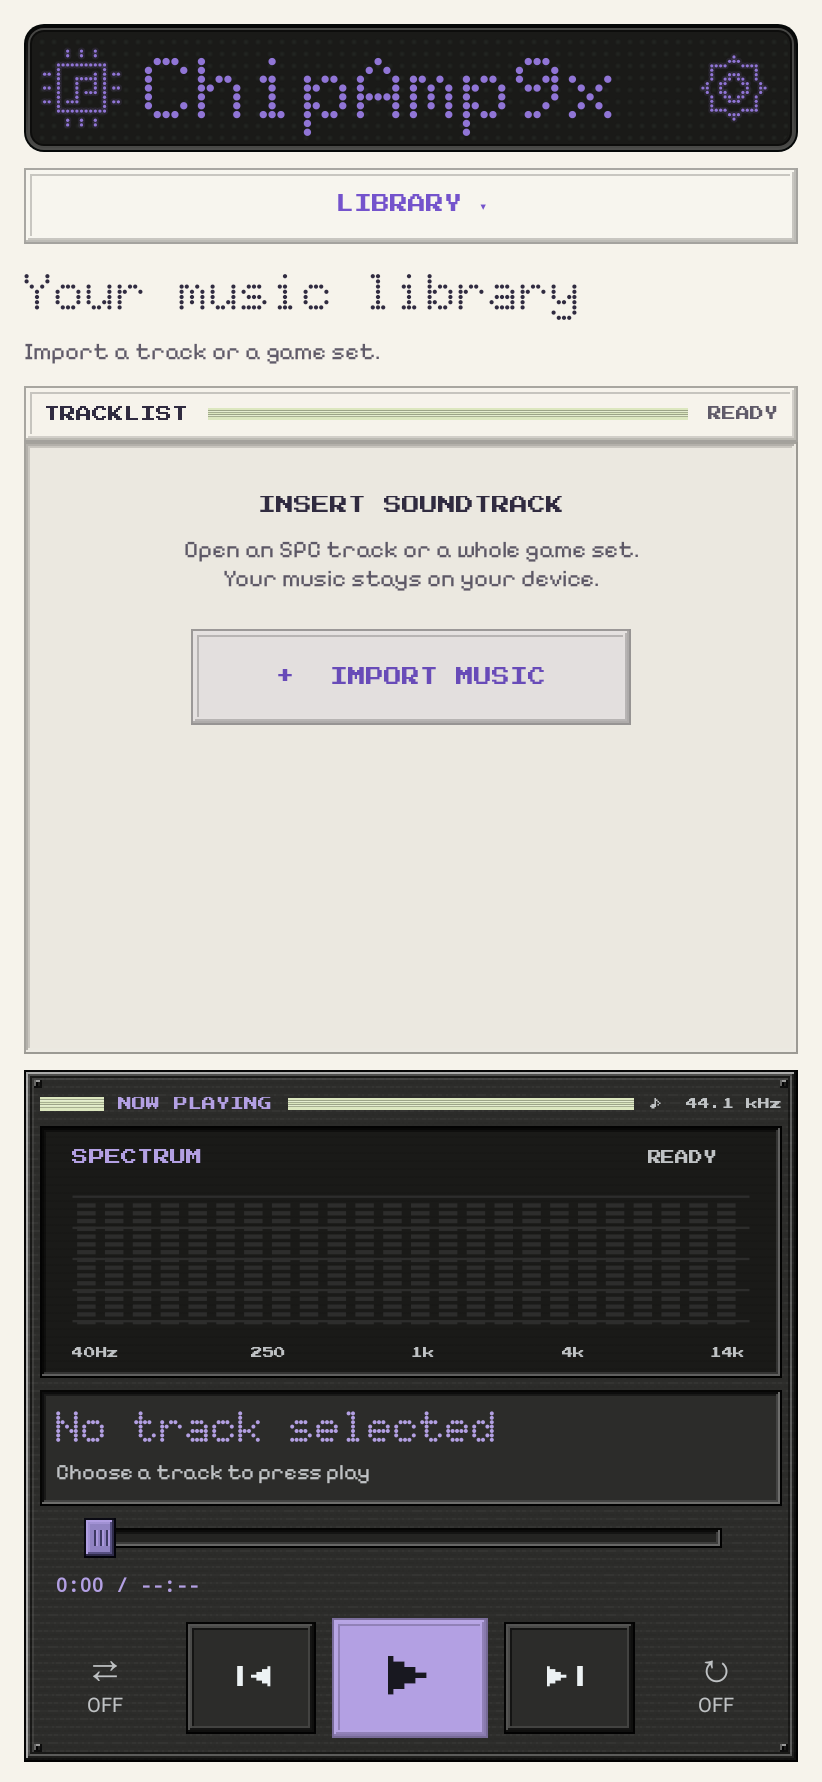 ChipAmp9x
LIBRARY ▾
Your music library
Import a track or a game set.
TRACKLIST READY
INSERT SOUNDTRACK
Open an SPC track or a whole game set.
Your music stays on your device.
+ IMPORT MUSIC
NOW PLAYING ♪ 44.1 kHz
SPECTRUM READY
40Hz 250 1k 4k 14k
No track selected
Choose a track to press play
0:00 / --:--
OFF OFF